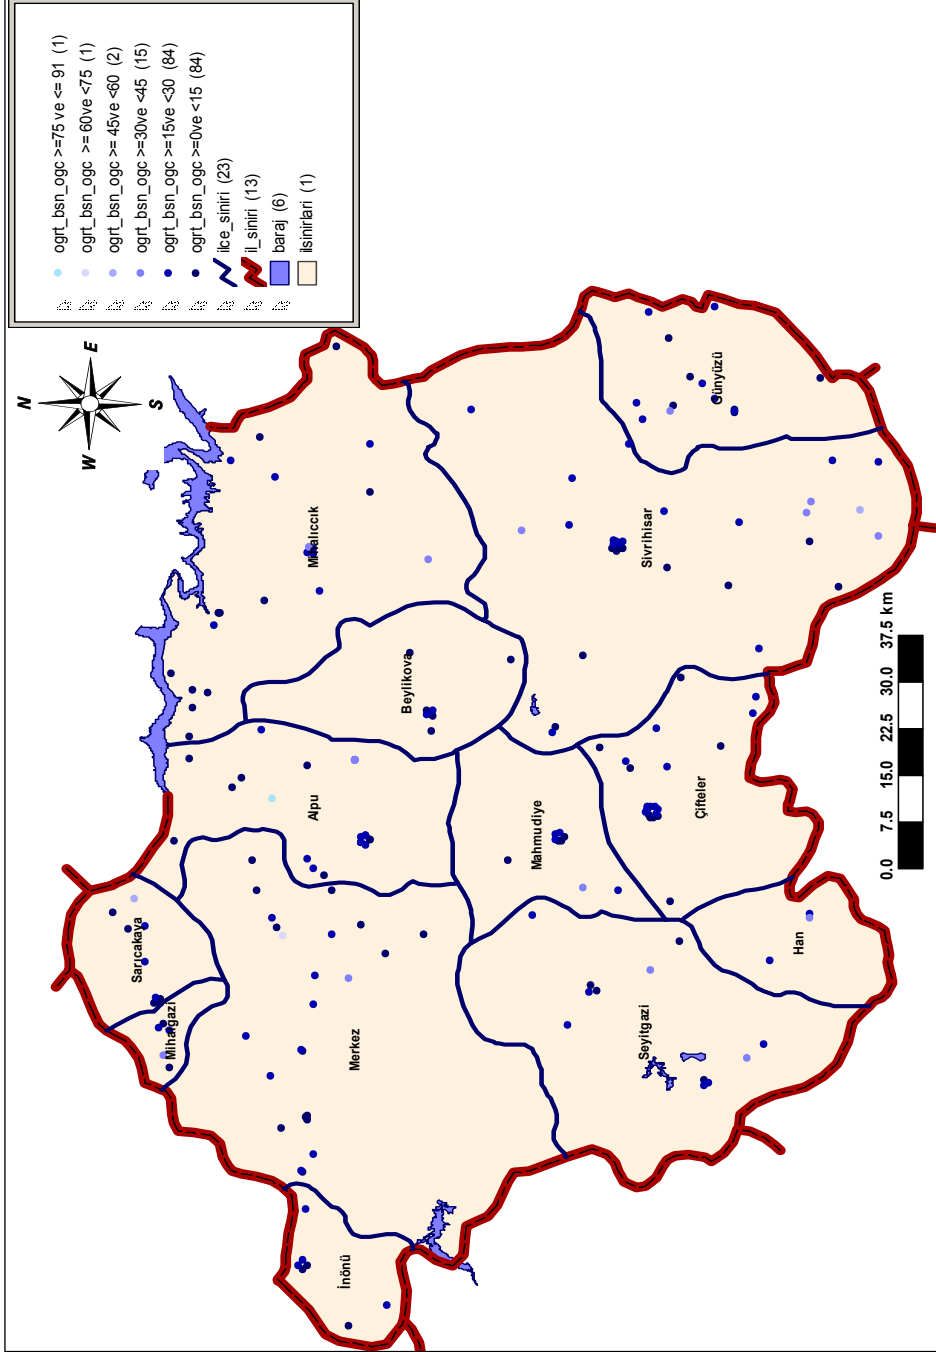 ogrt_bsn_ogc >=75 ve <= 91 (1)
ogrt_bsn_ogc >= 60ve <75 (1)
ogrt_bsn_ogc >= 45ve <60 (2)
ogrt_bsn_ogc >=30ve <45 (15)
ogrt_bsn_ogc >=15ve <30 (84)
ogrt_bsn_ogc >=0ve <15 (84)
ilce_siniri (23)
il_siniri (13)
baraj (6)
ilsinirlari (1)
N
E
S
W
Mihalıccık
Günyüzü
Sivrihisar
Beylikova
Alpu
Mahmudiye
Çifteler
Sarıcakaya
Mihalgazi
Merkez
Han
Seyitgazi
İnönü
0.0 7.5 15.0 22.5 30.0 37.5 km